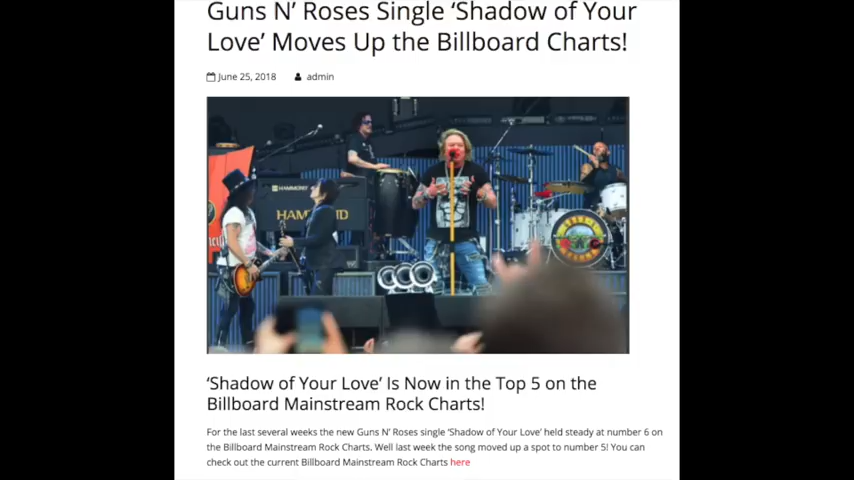 Guns N’ Roses Single ‘Shadow of Your
Love’ Moves Up the Billboard Charts!
June 25, 2018 admin
HAMMOND
HAMMOND
‘Shadow of Your Love’ Is Now in the Top 5 on the
Billboard Mainstream Rock Charts!
For the last several weeks the new Guns N’ Roses single ‘Shadow of Your Love’ held steady at number 6 on
the Billboard Mainstream Rock Charts. Well last week the song moved up a spot to number 5! You can
check out the current Billboard Mainstream Rock Charts here